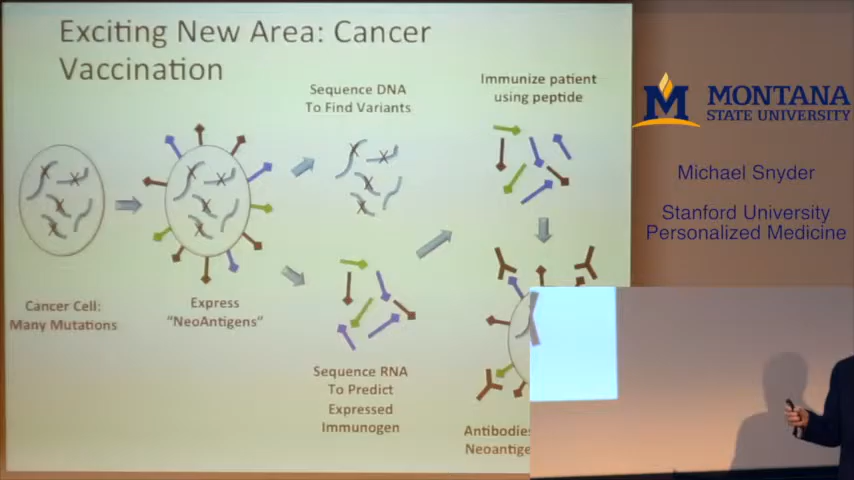 Exciting New Area: Cancer
Vaccination
Sequence DNA
To Find Variants
Immunize patient
using peptide
Cancer Cell:
Many Mutations
Express
"NeoAntigens"
Sequence RNA
To Predict
Expressed
Immunogen
Antibodies
M
MONTANA
STATE UNIVERSITY
Michael Snyder
Stanford University
Personalized Medicine